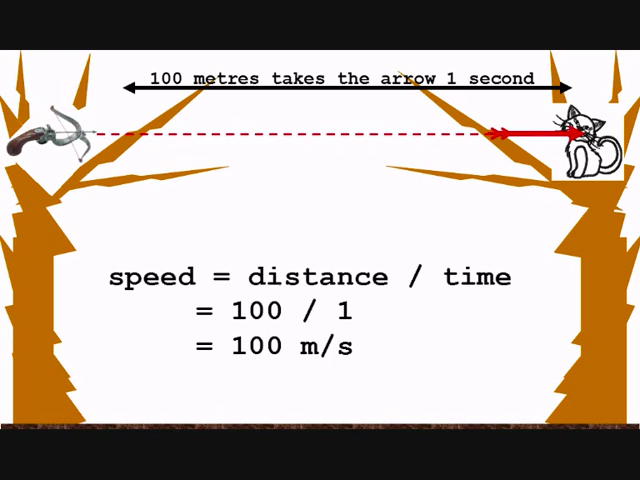 100 metres takes the arrow 1 second
speed = distance / time
= 100 / 1
= 100 m/s